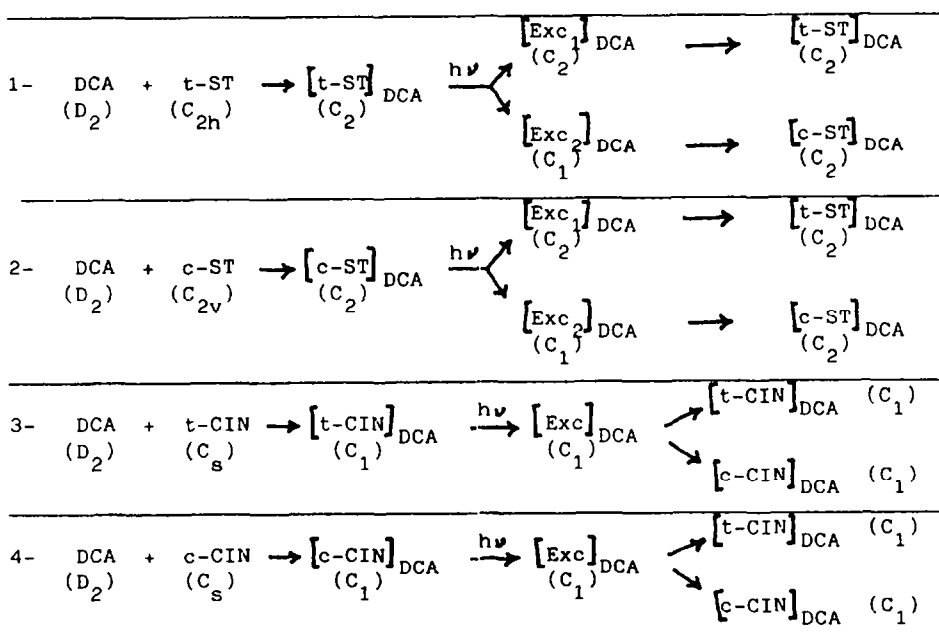 [Exc₁]DCA → [t-ST]DCA
(C₂) (C₂)
1- DCA + t-ST → [t-ST]DCA hν
(D₂) (C₂h) (C₂)
[Exc₂]DCA → [c-ST]DCA
(C₁) (C₂)
[Exc₁]DCA → [t-ST]DCA
(C₂) (C₂)
2- DCA + c-ST → [c-ST]DCA hν
(D₂) (C₂v) (C₂)
[Exc₂]DCA → [c-ST]DCA
(C₁) (C₂)
[t-CIN]DCA (C₁)
3- DCA + t-CIN → [t-CIN]DCA hν → [Exc]DCA
(D₂) (Cs) (C₁) (C₁)
[c-CIN]DCA (C₁)
[t-CIN]DCA (C₁)
4- DCA + c-CIN → [c-CIN]DCA hν → [Exc]DCA
(D₂) (Cs) (C₁) (C₁)
[c-CIN]DCA (C₁)